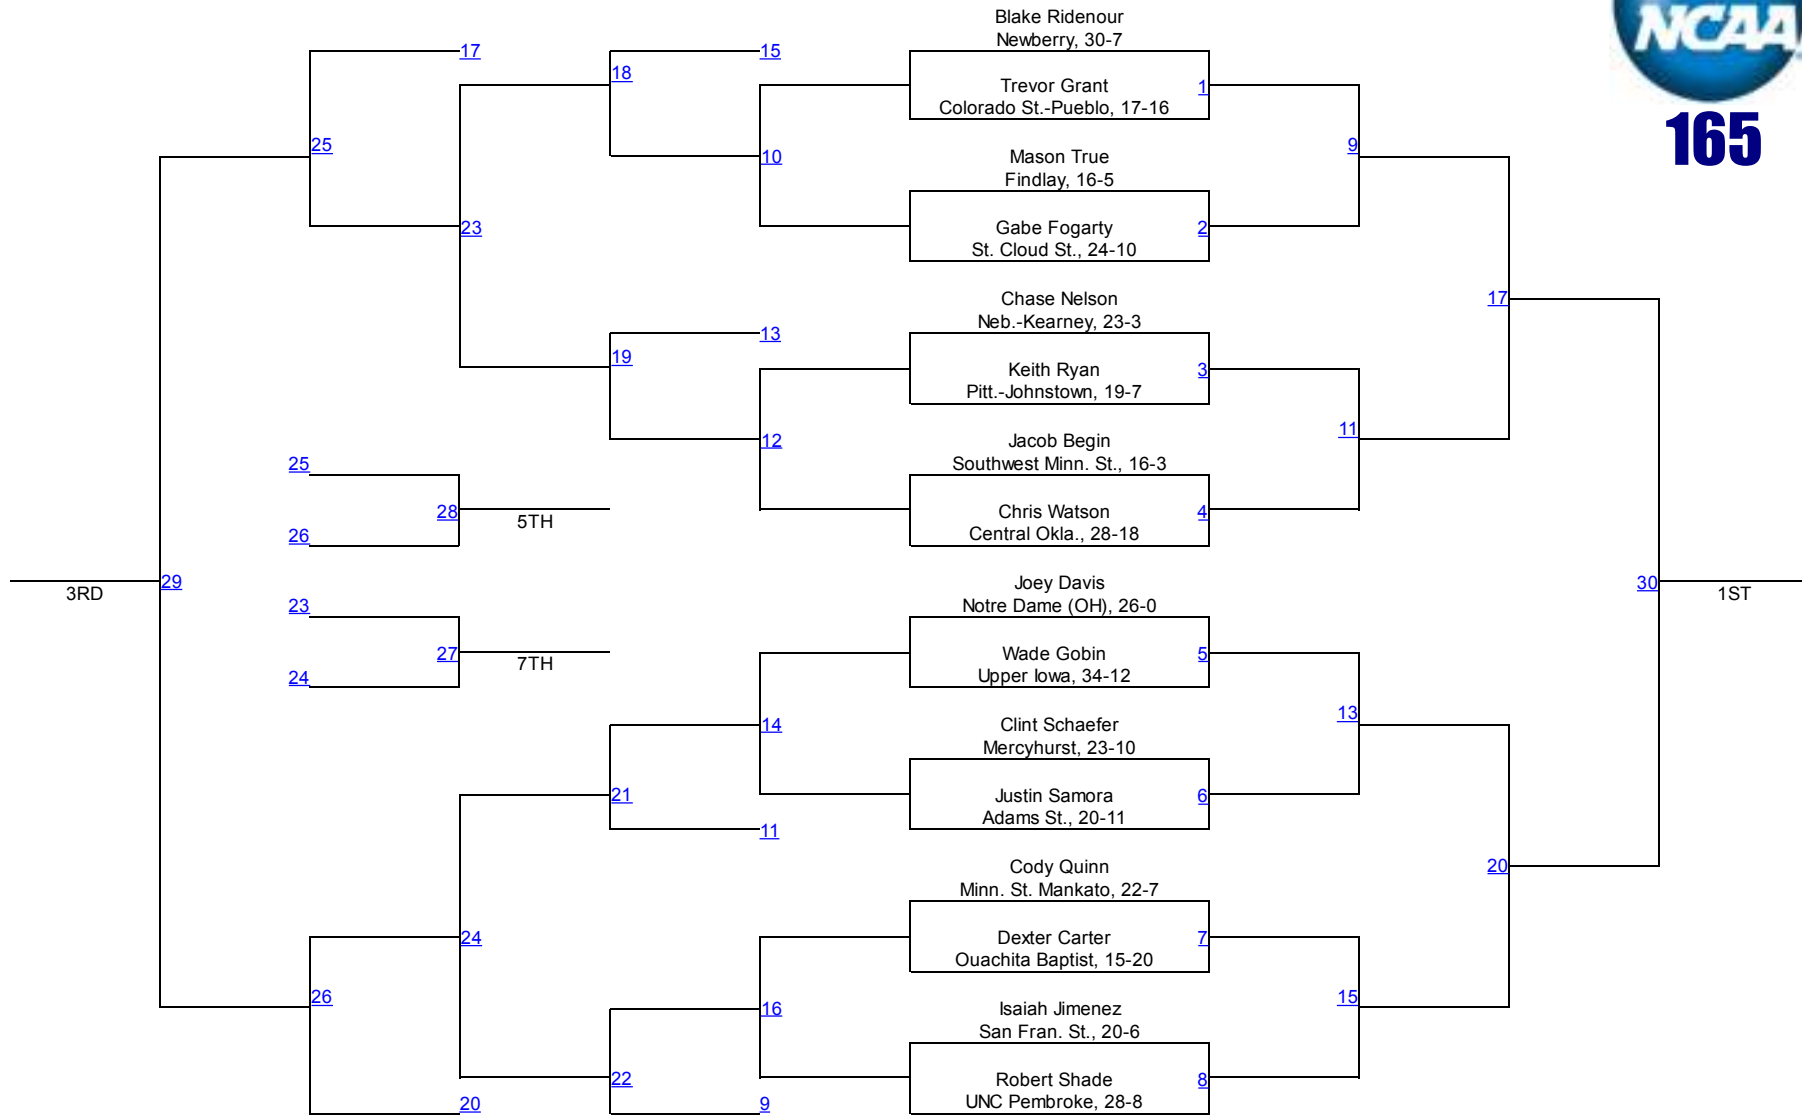 NCAA
165
Blake Ridenour
Newberry, 30-7
17
15
18
Trevor Grant
1
Colorado St.-Pueblo, 17-16
25
10
Mason True
9
Findlay, 16-5
23
Gabe Fogarty
2
St. Cloud St., 24-10
Chase Nelson
17
Neb.-Kearney, 23-3
13
19
Keith Ryan
3
Pitt.-Johnstown, 19-7
12
Jacob Begin
11
Southwest Minn. St., 16-3
25
28
5TH
Chris Watson
4
Central Okla., 28-18
26
3RD
29
Joey Davis
30
1ST
Notre Dame (OH), 26-0
23
27
7TH
Wade Gobin
5
Upper Iowa, 34-12
24
14
Clint Schaefer
13
Mercyhurst, 23-10
21
Justin Samora
6
Adams St., 20-11
11
Cody Quinn
20
Minn. St. Mankato, 22-7
24
Dexter Carter
7
Ouachita Baptist, 15-20
26
16
Isaiah Jimenez
15
San Fran. St., 20-6
22
Robert Shade
8
UNC Pembroke, 28-8
20
9